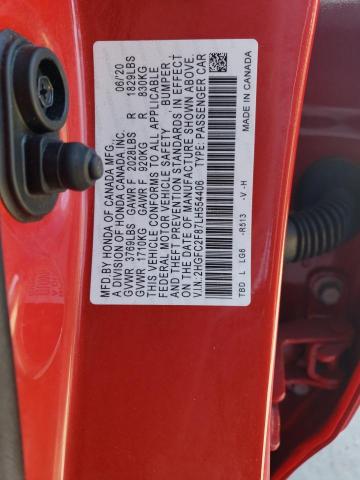 MFD.BY HONDA OF CANADA MFG. 06/20
A DIVISION OF HONDA CANADA INC.
GVWR 3769LBS GAWR F 2028LBS R 1829LBS
GVWR 1710KG GAWR F 920KG R 830KG
THIS VEHICLE CONFORMS TO ALL APPLICABLE
FEDERAL MOTOR VEHICLE SAFETY, BUMPER,
AND THEFT PREVENTION STANDARDS IN EFFECT
ON THE DATE OF MANUFACTURE SHOWN ABOVE.
V.I.N.:2HGFC2F87LH554406 TYPE: PASSENGER CAR
TBD L LG6 -R513 -V-H MADE IN CANADA